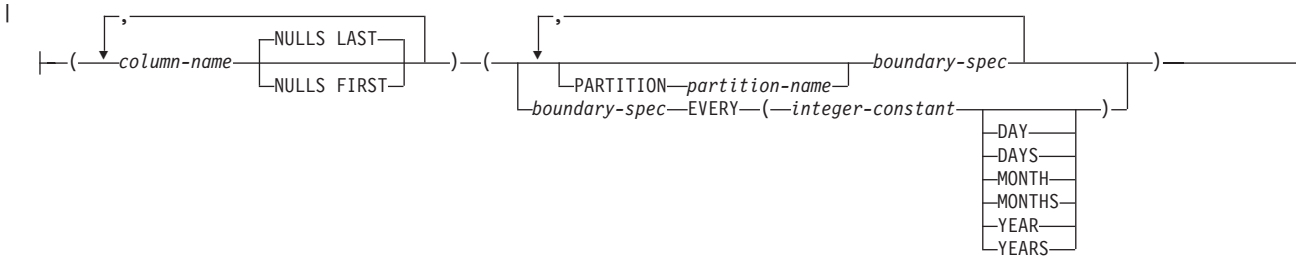 |
, ,
NULLS LAST
( column-name ) ( boundary-spec )
NULLS FIRST PARTITION partition-name
boundary-spec EVERY ( integer-constant )
DAY
DAYS
MONTH
MONTHS
YEAR
YEARS